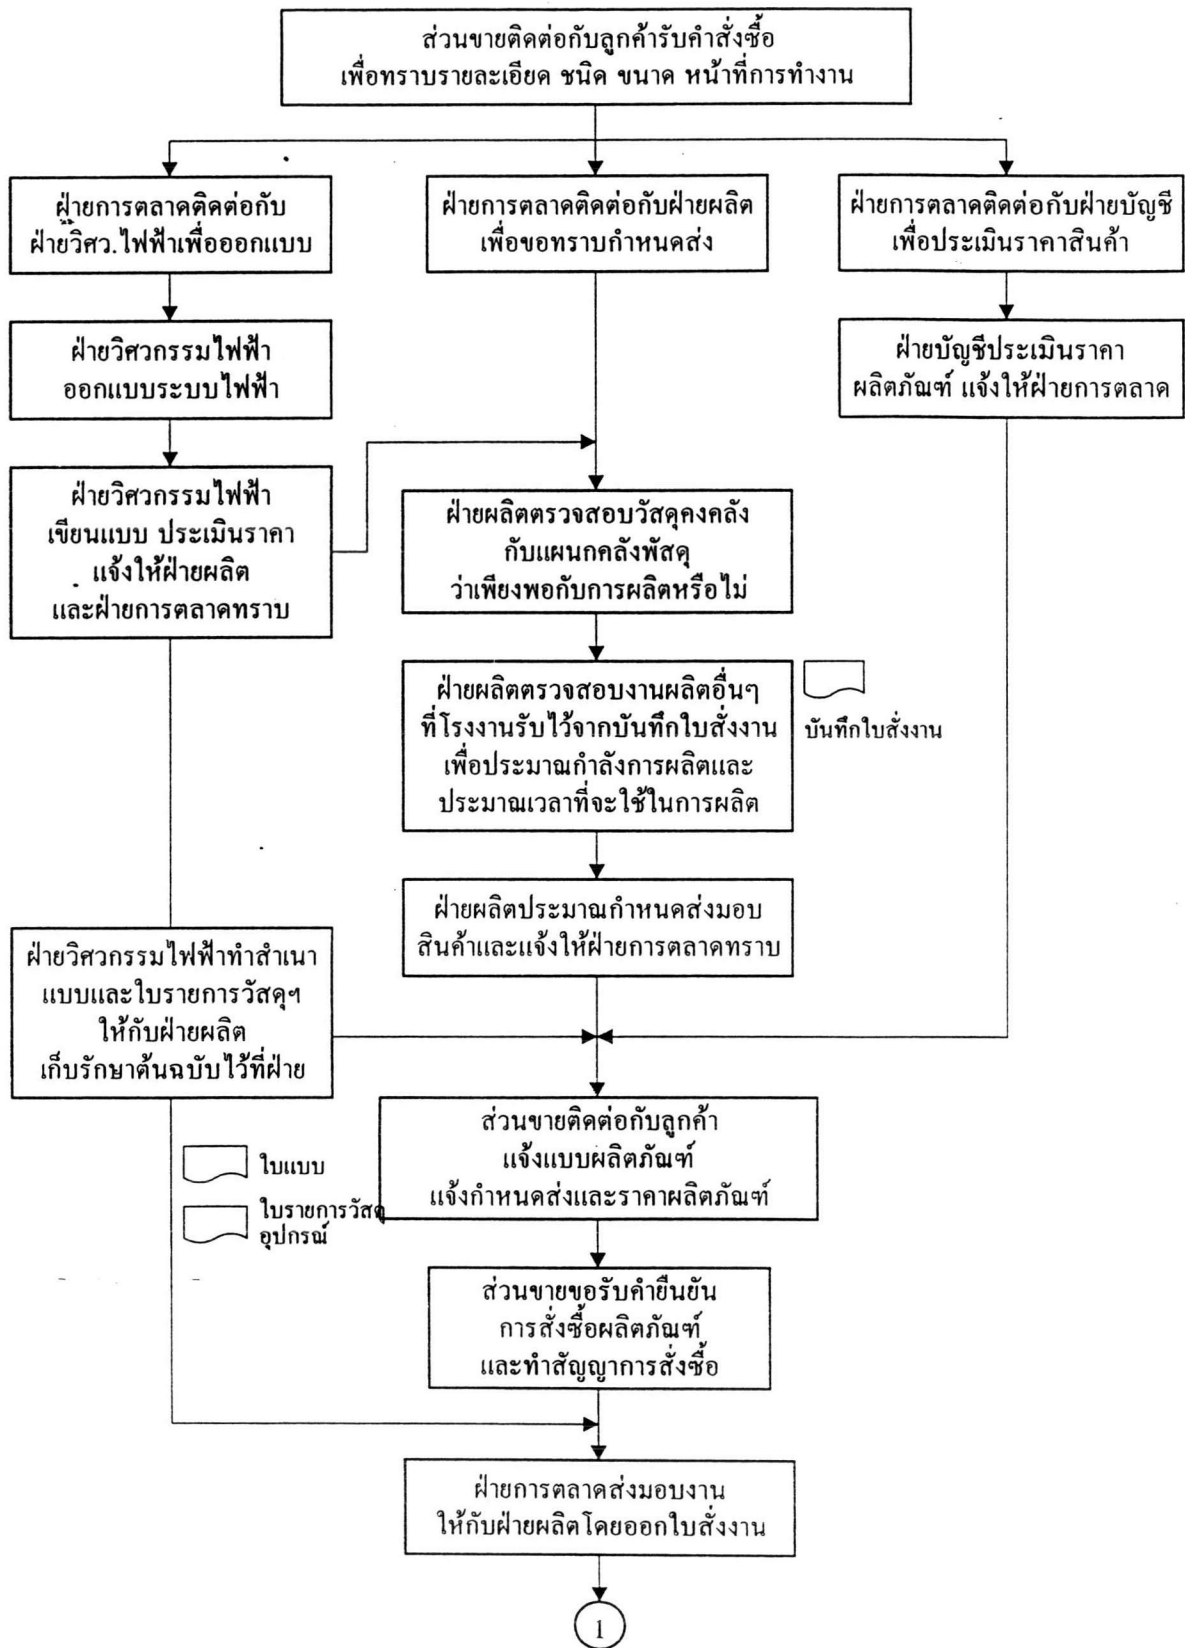 ส่วนขายติดต่อกับลูกค้ารับคำสั่งซื้อ
เพื่อทราบรายละเอียด ชนิด ขนาด หน้าที่การทำงาน
ฝ่ายการตลาดติดต่อกับ
ฝ่ายวิศว.ไฟฟ้าเพื่อออกแบบ
ฝ่ายการตลาดติดต่อกับฝ่ายผลิต
เพื่อขอทราบกำหนดส่ง
ฝ่ายการตลาดติดต่อกับฝ่ายบัญชี
เพื่อประเมินราคาสินค้า
ฝ่ายวิศวกรรมไฟฟ้า
ออกแบบระบบไฟฟ้า
ฝ่ายบัญชีประเมินราคา
ผลิตภัณฑ์ แจ้งให้ฝ่ายการตลาด
ฝ่ายวิศวกรรมไฟฟ้า
เขียนแบบ ประเมินราคา
แจ้งให้ฝ่ายผลิต
และฝ่ายการตลาดทราบ
ฝ่ายผลิตตรวจสอบวัสดุคงคลัง
กับแผนกคลังพัสดุ
ว่าเพียงพอกับการผลิตหรือไม่
ฝ่ายผลิตตรวจสอบงานผลิตอื่นๆ
ที่โรงงานรับไว้จากบันทึกใบสั่งงาน
เพื่อประมาณกำลังการผลิตและ
ประมาณเวลาที่จะใช้ในการผลิต
บันทึกใบสั่งงาน
ฝ่ายผลิตประมาณกำหนดส่งมอบ
สินค้าและแจ้งให้ฝ่ายการตลาดทราบ
ฝ่ายวิศวกรรมไฟฟ้าทำสำเนา
แบบและใบรายการวัสดุฯ
ให้กับฝ่ายผลิต
เก็บรักษาต้นฉบับไว้ที่ฝ่าย
ส่วนขายติดต่อกับลูกค้า
แจ้งแบบผลิตภัณฑ์
แจ้งกำหนดส่งและราคาผลิตภัณฑ์
ใบแบบ
ใบรายการวัสดุ
อุปกรณ์
ส่วนขายขอรับคำยืนยัน
การสั่งซื้อผลิตภัณฑ์
และทำสัญญาการสั่งซื้อ
ฝ่ายการตลาดส่งมอบงาน
ให้กับฝ่ายผลิตโดยออกใบสั่งงาน
1